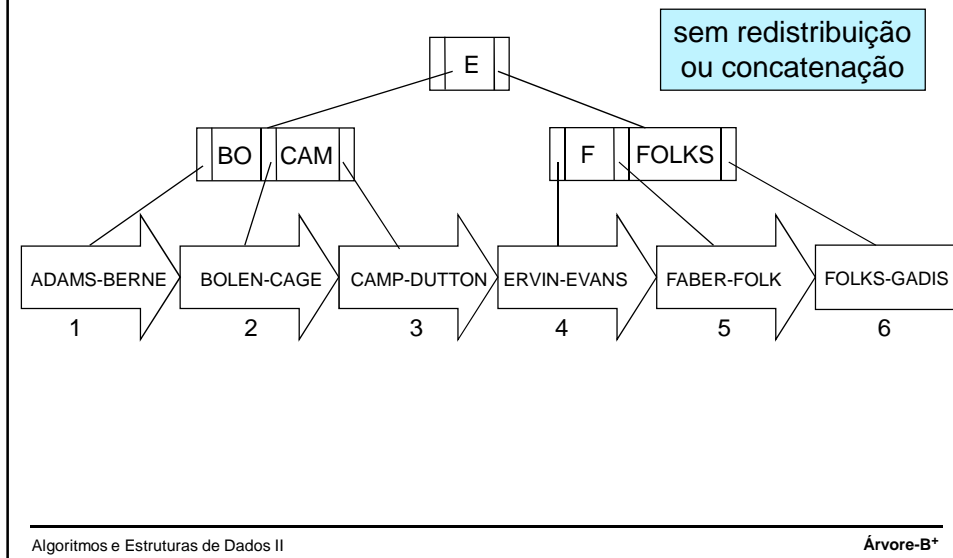 sem redistribuição
ou concatenação
E
BO CAM F FOLKS
ADAMS-BERNE BOLEN-CAGE CAMP-DUTTON ERVIN-EVANS FABER-FOLK FOLKS-GADIS
1 2 3 4 5 6
Algoritmos e Estruturas de Dados II Árvore-B+